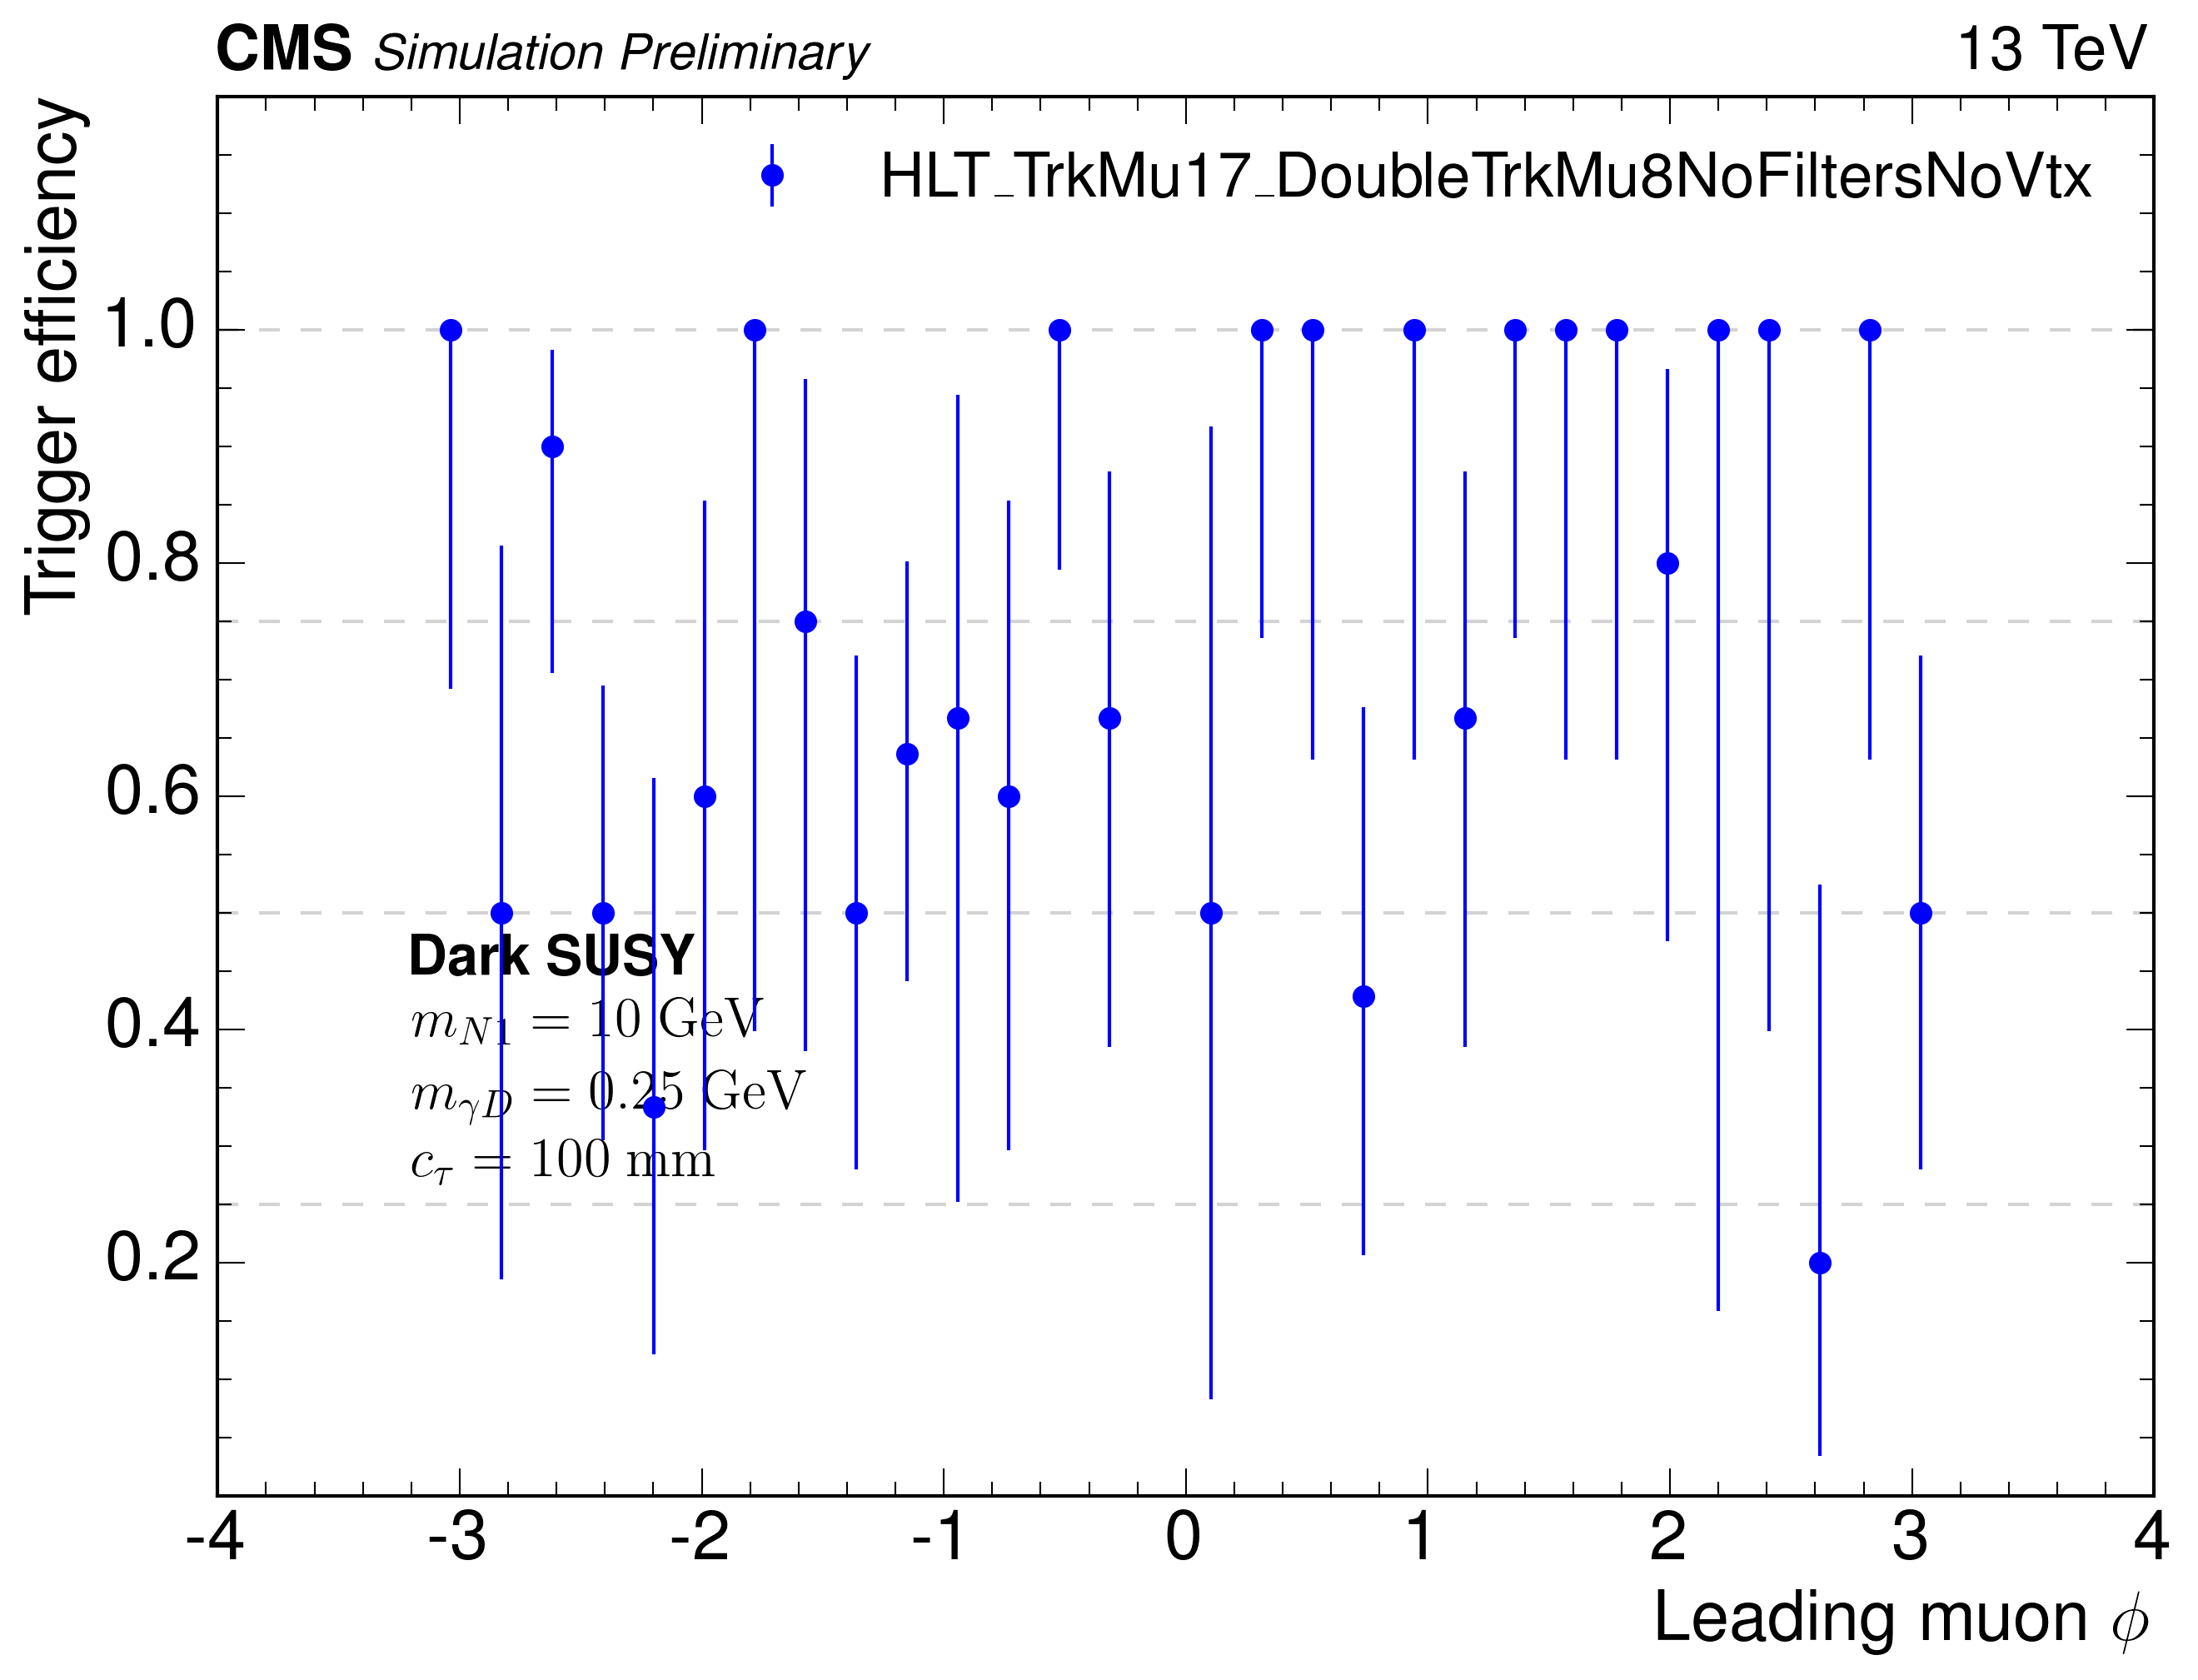 CMS Simulation Preliminary 13 TeV
Trigger efficiency
HLT_TrkMu17_DoubleTrkMu8NoFiltersNoVtx
1.0
0.8
0.6
0.4
0.2
Dark SUSY
m_{N1} = 10 GeV
m_{γD} = 0.25 GeV
c_τ = 100 mm
-4 -3 -2 -1 0 1 2 3 4
Leading muon ϕ